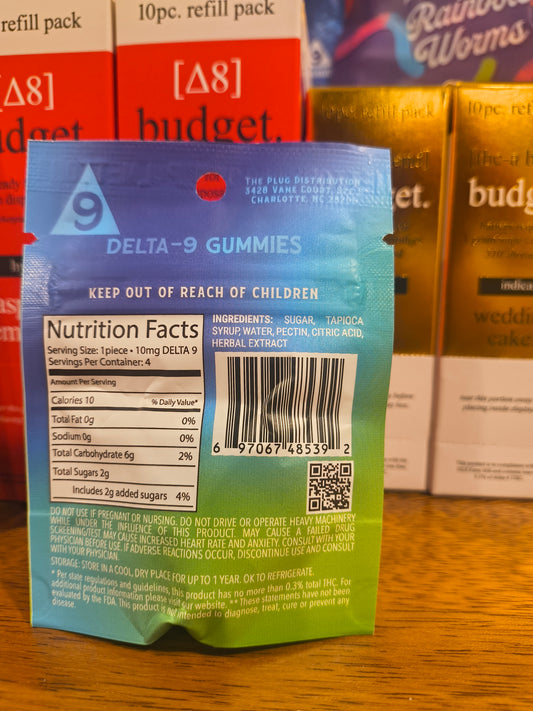 10pc. refill pack
[Δ8]
budget.
10pc. refill pack
[Δ8]
budget.
Rainbow
Worms
refill pack
get.
10pc. ref
budg
indica
weddin
cake
9
THE PLUG DISTRIBUTION
3428 VANE COURT,
CHARLOTTE, NC
DELTA-9 GUMMIES
KEEP OUT OF REACH OF CHILDREN
Nutrition Facts
Serving Size: 1piece • 10mg DELTA 9
Servings Per Container: 4
Amount Per Serving
Calories 10 % Daily Value*
Total Fat 0g 0%
Sodium 0g 0%
Total Carbohydrate 6g 2%
Total Sugars 2g
Includes 2g added sugars 4%
INGREDIENTS: SUGAR, TAPIOCA
SYRUP, WATER, PECTIN, CITRIC ACID,
HERBAL EXTRACT
6 97067 48539 2
DO NOT USE IF PREGNANT OR NURSING. DO NOT DRIVE OR OPERATE HEAVY MACHINERY
WHILE UNDER THE INFLUENCE OF THIS PRODUCT. MAY CAUSE A FAILED DRUG
SCREENING/TEST. MAY CAUSE INCREASED HEART RATE AND ANXIETY. CONSULT WITH YOUR
PHYSICIAN BEFORE USE. IF ADVERSE REACTIONS OCCUR, DISCONTINUE USE AND CONSULT
WITH YOUR PHYSICIAN.
STORAGE: STORE IN A COOL, DRY PLACE FOR UP TO 1 YEAR. OK TO REFRIGERATE.
* Per state regulations and guidelines, this product has no more than 0.3% total THC. For
additional product information please visit our website. ** These statements have not been
evaluated by the FDA. This product is not intended to diagnose, treat, cure or prevent any
disease.